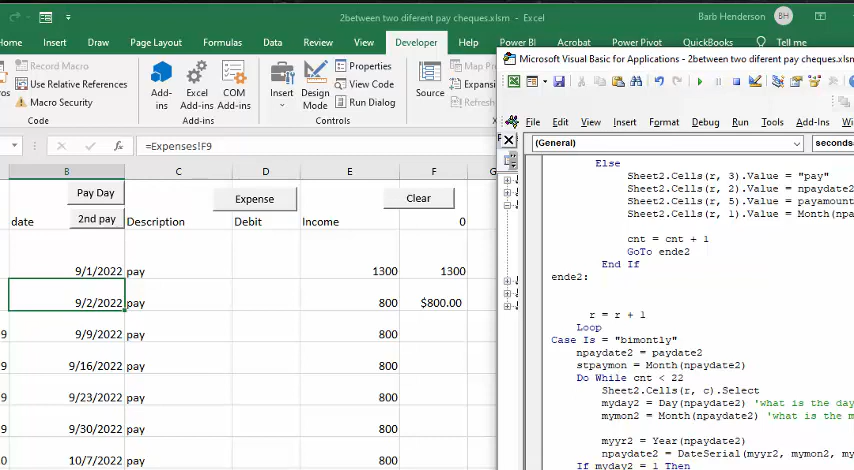 2between two diferent pay cheques.xlsm - Excel
Barb Henderson BH
Home Insert Draw Page Layout Formulas Data Review View Developer Help Power BI Acrobat Power Pivot QuickBooks Tell me
Record Macro
Use Relative References
Macro Security
Code
Add-ins
Excel Add-ins
COM Add-ins
Add-ins
Insert
Design Mode
Properties
View Code
Run Dialog
Controls
Source
Map Pr
Expansi
Refresh
fx =Expenses!F9
B C D E F G
Pay Day
2nd pay
Expense
Clear
date Description Debit Income 0
9/1/2022 pay 1300 1300
9/2/2022 pay 800 $800.00
9 9/9/2022 pay 800
9 9/16/2022 pay 800
9 9/23/2022 pay 800
9 9/30/2022 pay 800
0 10/7/2022 pay 800
Microsoft Visual Basic for Applications - 2between two diferent pay cheques.xlsn
File Edit View Insert Format Debug Run Tools Add-Ins Wi
(General) seconds
Else
Sheet2.Cells(r, 3).Value = "pay"
Sheet2.Cells(r, 2).Value = npaydate2
Sheet2.Cells(r, 5).Value = payamount
Sheet2.Cells(r, 1).Value = Month(npa
cnt = cnt + 1
GoTo ende2
End If
ende2:
r = r + 1
Loop
Case Is = "bimontly"
npaydate2 = paydate2
stpaymon = Month(npaydate2)
Do While cnt < 22
Sheet2.Cells(r, c).Select
myday2 = Day(npaydate2) 'what is the day
mymon2 = Month(npaydate2) 'what is the m
myyr2 = Year(npaydate2)
npaydate2 = DateSerial(myyr2, mymon2, my
If myday2 = 1 Then